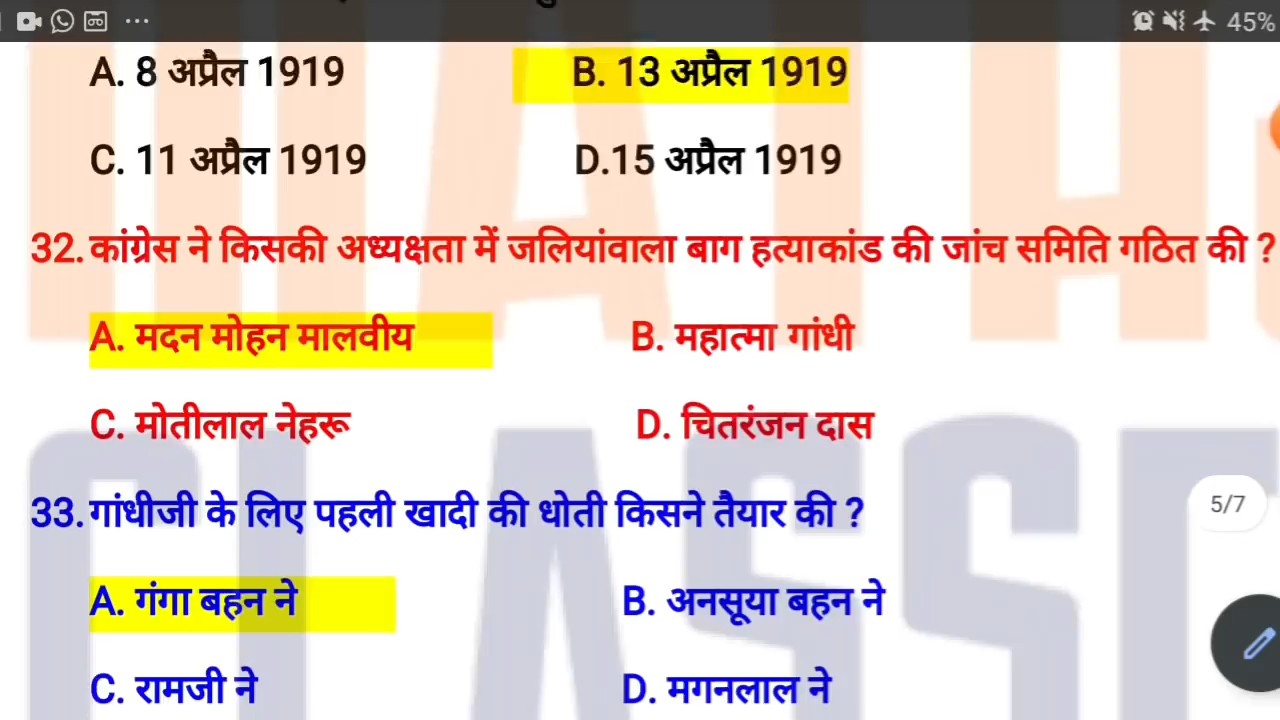 45%
A. 8 अप्रैल 1919 B. 13 अप्रैल 1919
C. 11 अप्रैल 1919 D.15 अप्रैल 1919
32. कांग्रेस ने किसकी अध्यक्षता में जलियांवाला बाग हत्याकांड की जांच समिति गठित की ?
A. मदन मोहन मालवीय B. महात्मा गांधी
C. मोतीलाल नेहरू D. चितरंजन दास
33. गांधीजी के लिए पहली खादी की धोती किसने तैयार की ?
5/7
A. गंगा बहन ने B. अनसूया बहन ने
C. रामजी ने D. मगनलाल ने